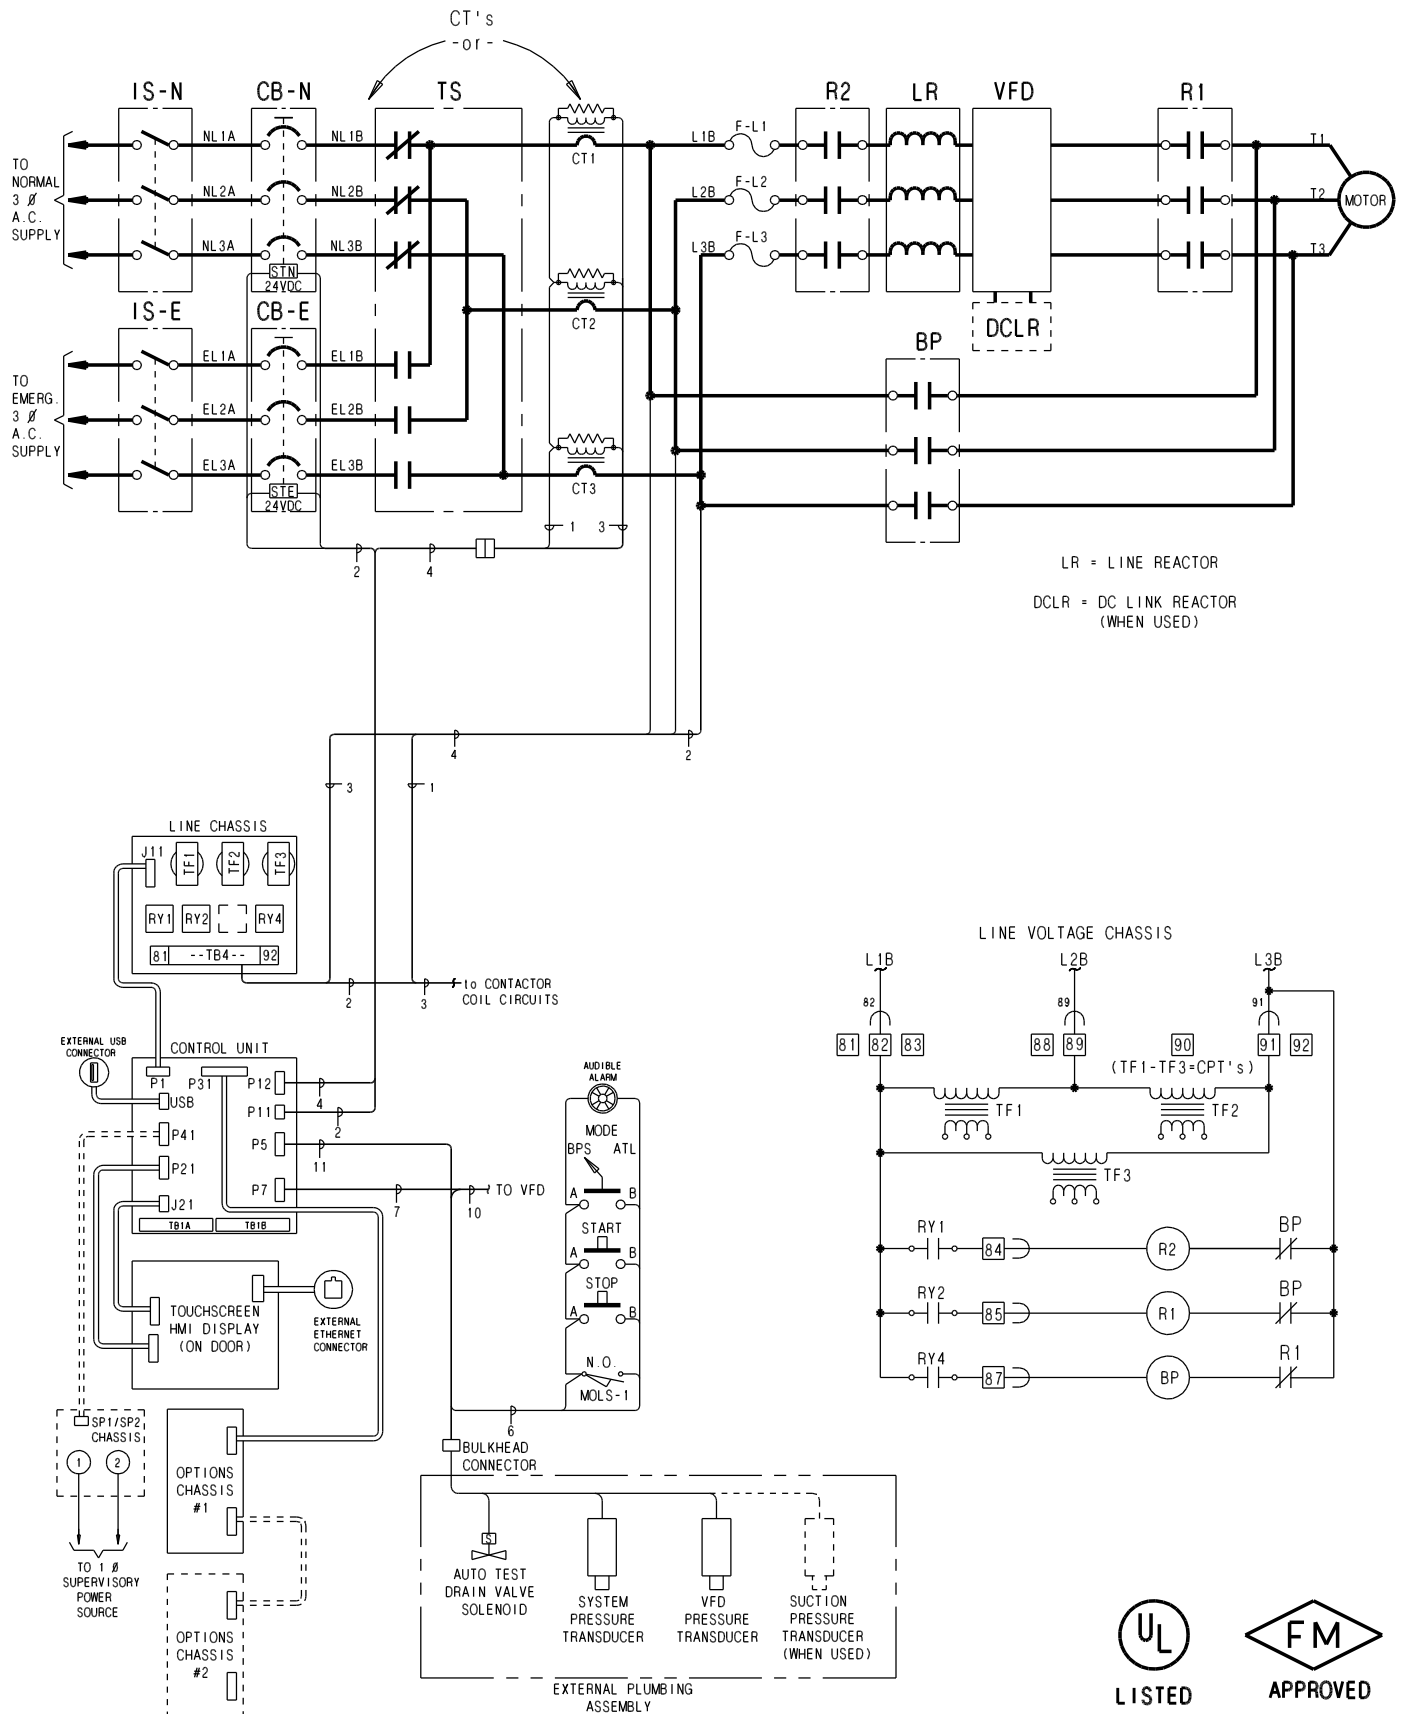 CT's
-or-
IS-N
CB-N
TS
R2
LR
VFD
R1
TO
NORMAL
3 Ø
A.C.
SUPPLY
NL1A
NL1B
NL2A
NL2B
NL3A
NL3B
STN
24VDC
CT1
CT2
CT3
L1B
F-L1
L2B
F-L2
L3B
F-L3
T1
T2
T3
MOTOR
DCLR
BP
IS-E
CB-E
TO
EMERG.
3 Ø
A.C.
SUPPLY
EL1A
EL1B
EL2A
EL2B
EL3A
EL3B
STE
24VDC
1
3
2
4
LR = LINE REACTOR
DCLR = DC LINK REACTOR
(WHEN USED)
4
2
3
1
LINE CHASSIS
J11
TF1
TF2
TF3
RY1
RY2
RY4
81
--TB4--
92
2
3
to CONTACTOR
COIL CIRCUITS
EXTERNAL USB
CONNECTOR
CONTROL UNIT
P1
P31
P12
USB
P11
P41
P5
P21
P7
J21
TB1A
TB1B
4
2
11
7
10
TO VFD
TOUCHSCREEN
HMI DISPLAY
(ON DOOR)
EXTERNAL
ETHERNET
CONNECTOR
SP1/SP2
CHASSIS
1
2
TO 1 Ø
SUPERVISORY
POWER
SOURCE
OPTIONS
CHASSIS
#1
OPTIONS
CHASSIS
#2
AUDIBLE
ALARM
MODE
BPS
ATL
A
B
START
A
B
STOP
A
B
N.O.
MOLS-1
6
BULKHEAD
CONNECTOR
S
AUTO TEST
DRAIN VALVE
SOLENOID
SYSTEM
PRESSURE
TRANSDUCER
VFD
PRESSURE
TRANSDUCER
SUCTION
PRESSURE
TRANSDUCER
(WHEN USED)
EXTERNAL PLUMBING
ASSEMBLY
LINE VOLTAGE CHASSIS
L1B
L2B
L3B
82
89
91
81
82
83
88
89
90
91
92
(TF1-TF3=CPT's)
TF1
TF2
TF3
RY1
84
R2
BP
RY2
85
R1
BP
RY4
87
BP
R1
UL
LISTED
FM
APPROVED